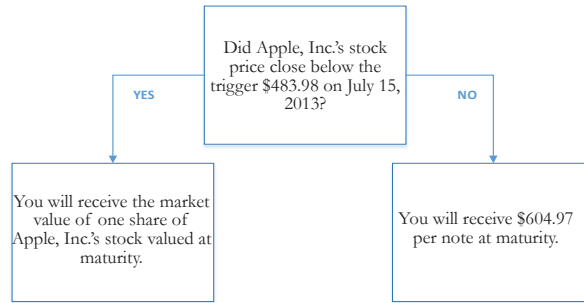 Did Apple, Inc.'s stock
price close below the
trigger $483.98 on July 15,
2013?
YES
NO
You will receive the market
value of one share of
Apple, Inc.'s stock valued at
maturity.
You will receive $604.97
per note at maturity.